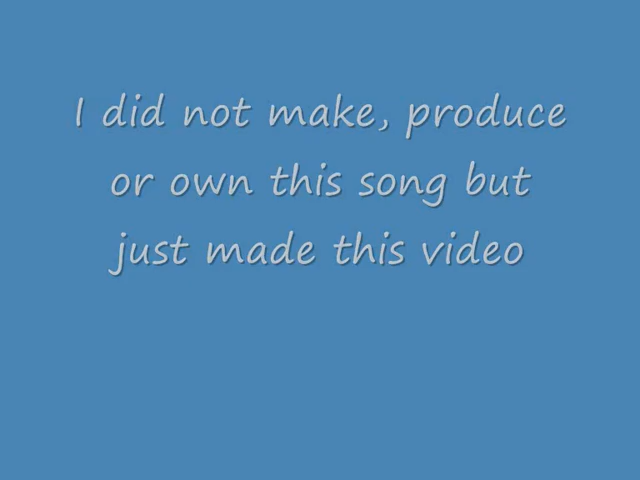 I did not make, produce
or own this song but
just made this video